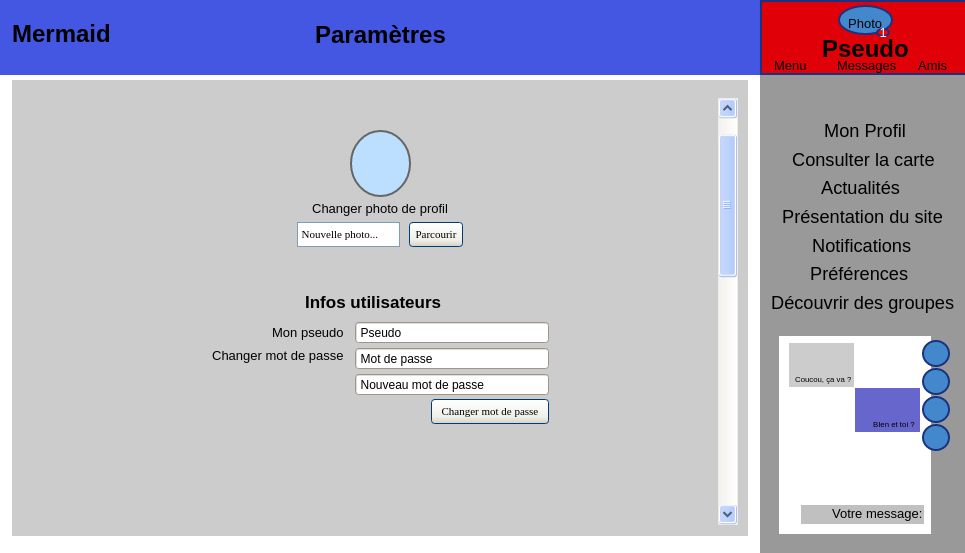 Mermaid
Paramètres
Photo
1
Pseudo
Menu Messages Amis
Changer photo de profil
Nouvelle photo... Parcourir
Infos utilisateurs
Mon pseudo Pseudo
Changer mot de passe Mot de passe
Nouveau mot de passe
Changer mot de passe
Mon Profil
Consulter la carte
Actualités
Présentation du site
Notifications
Préférences
Découvrir des groupes
Coucou, ça va ?
BIen et toi ?
Votre message: